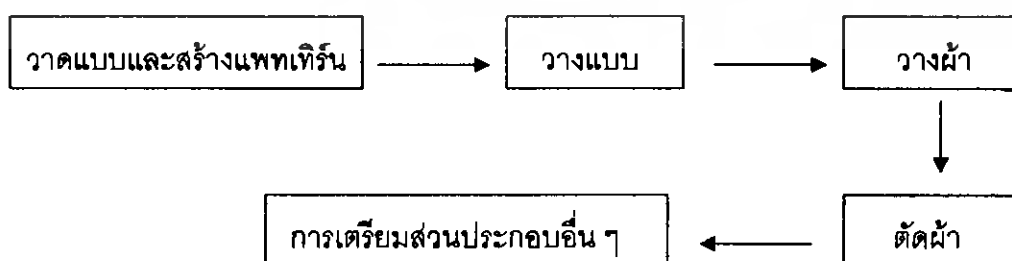 วาดแบบและสร้างแพทเทิร์น
วางแบบ
วางผ้า
ตัดผ้า
การเตรียมส่วนประกอบอื่น ๆ